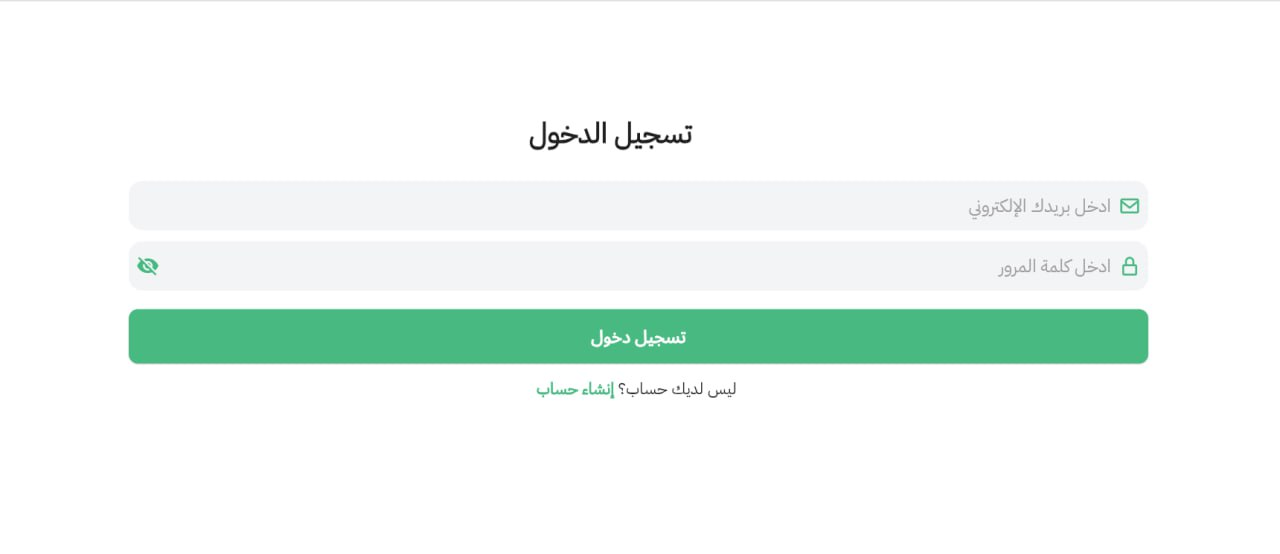 تسجيل الدخول
ادخل بريدك الإلكتروني
ادخل كلمة المرور
تسجيل دخول
ليس لديك حساب؟ إنشاء حساب